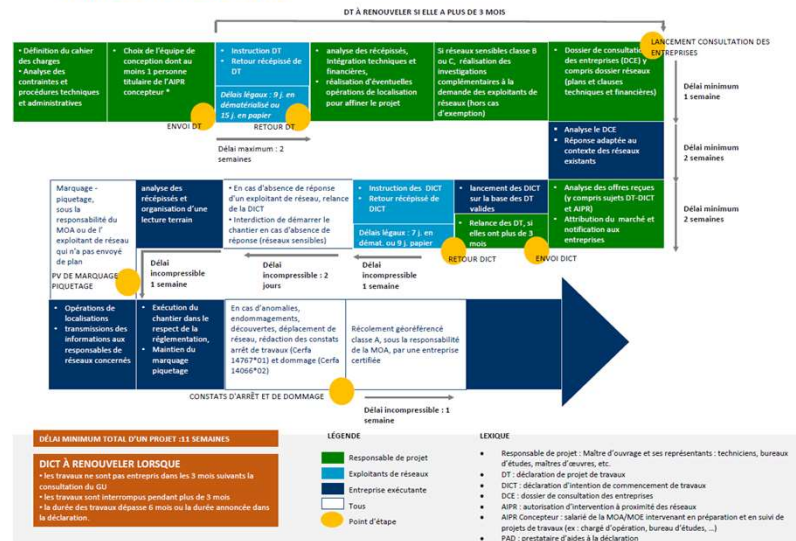 DT À RENOUVELER SI ELLE A PLUS DE 3 MOIS
LANCEMENT CONSULTATION DES
ENTREPRISES
• Définition du cahier
des charges
• Analyse des
contraintes et
procédures techniques
et administratives
• Choix de l'équipe de
conception dont au
moins 1 personne
titulaire de l'AIPR
concepteur *
ENVOI DT
• Instruction DT
• Retour récépissé de
DT
Délais légaux : 9 j. en
dématérialisé ou
15 j. en papier
RETOUR DT
Délai maximum : 2
semaines
• analyse des récépissés,
Intégration techniques et
financières,
• réalisation d'éventuelles
opérations de localisation
pour affiner le projet
Si réseaux sensibles classe B
ou C, réalisation des
investigations
complémentaires à la
demande des exploitants de
réseaux (hors cas
d'exemption)
• Dossier de consultation
des entreprises (DCE) y
compris dossier réseaux
(plans et clauses
techniques et financières)
Délai minimum
1 semaine
• Analyse le DCE
• Réponse adaptée au
contexte des réseaux
existants
Délai minimum
2 semaines
Marquage -
piquetage,
sous la
responsabilité du
MOA ou de l'
exploitant de réseau
qui n'a pas envoyé
de plan
PV DE MARQUAGE
PIQUETAGE
analyse des
récépissés et
organisation d'une
lecture terrain
Délai
incompressible
1 semaine
• En cas d'absence de réponse
d'un exploitant de réseau, relance
de la DICT
• Interdiction de démarrer le
chantier en cas d'absence de
réponse (réseaux sensibles)
Délai
incompressible : 2
jours
• Instruction des DICT
• Retour récépissé de
DICT
Délais légaux : 7 j. en
démat. ou 9 j. papier
Délai
incompressible
1 semaine
RETOUR DICT
• lancement des DICT
sur la base des DT
valides
• Relance des DT, si
elles ont plus de 3
mois
ENVOI DICT
• Analyse des offres reçues
(y compris sujets DT-DICT
et AIPR)
• Attribution du marché et
notification aux
entreprises
Délai minimum
2 semaines
• Opérations de
localisations
• transmissions des
informations aux
responsables de
réseaux concernés
• Exécution du
chantier dans le
respect de la
réglementation,
• Maintien du
marquage
piquetage
En cas d'anomalies,
endommagements,
découvertes, déplacement de
réseau, rédaction des constats
arrêt de travaux (Cerfa
14767*01) et dommage (Cerfa
14066*02)
CONSTATS D'ARRÊT ET DE DOMMAGE
Récolement géoréférencé
classe A, sous la responsabilité
de la MOA, par une entreprise
certifiée
Délai incompressible : 1
semaine
DÉLAI MINIMUM TOTAL D'UN PROJET :11 SEMAINES
DICT À RENOUVELER LORSQUE
• les travaux ne sont pas entrepris dans les 3 mois suivants la
consultation du GU
• les travaux sont interrompus pendant plus de 3 mois
• la durée des travaux dépasse 6 mois ou la durée annoncée dans
la déclaration.
LÉGENDE
Responsable de projet
Exploitants de réseaux
Entreprise exécutante
Tous
Point d'étape
LEXIQUE
• Responsable de projet : Maître d'ouvrage et ses représentants : techniciens, bureaux
d'études, maîtres d'œuvres, etc.
• DT : déclaration de projet de travaux
• DICT : déclaration d'intention de commencement de travaux
• DCE : dossier de consultation des entreprises
• AIPR : autorisation d'intervention à proximité des réseaux
• AIPR Concepteur : salarié de la MOA/MOE intervenant en préparation et en suivi de
projets de travaux (ex : chargé d'opération, bureau d'études, ...)
• PAD : prestataire d'aides à la déclaration